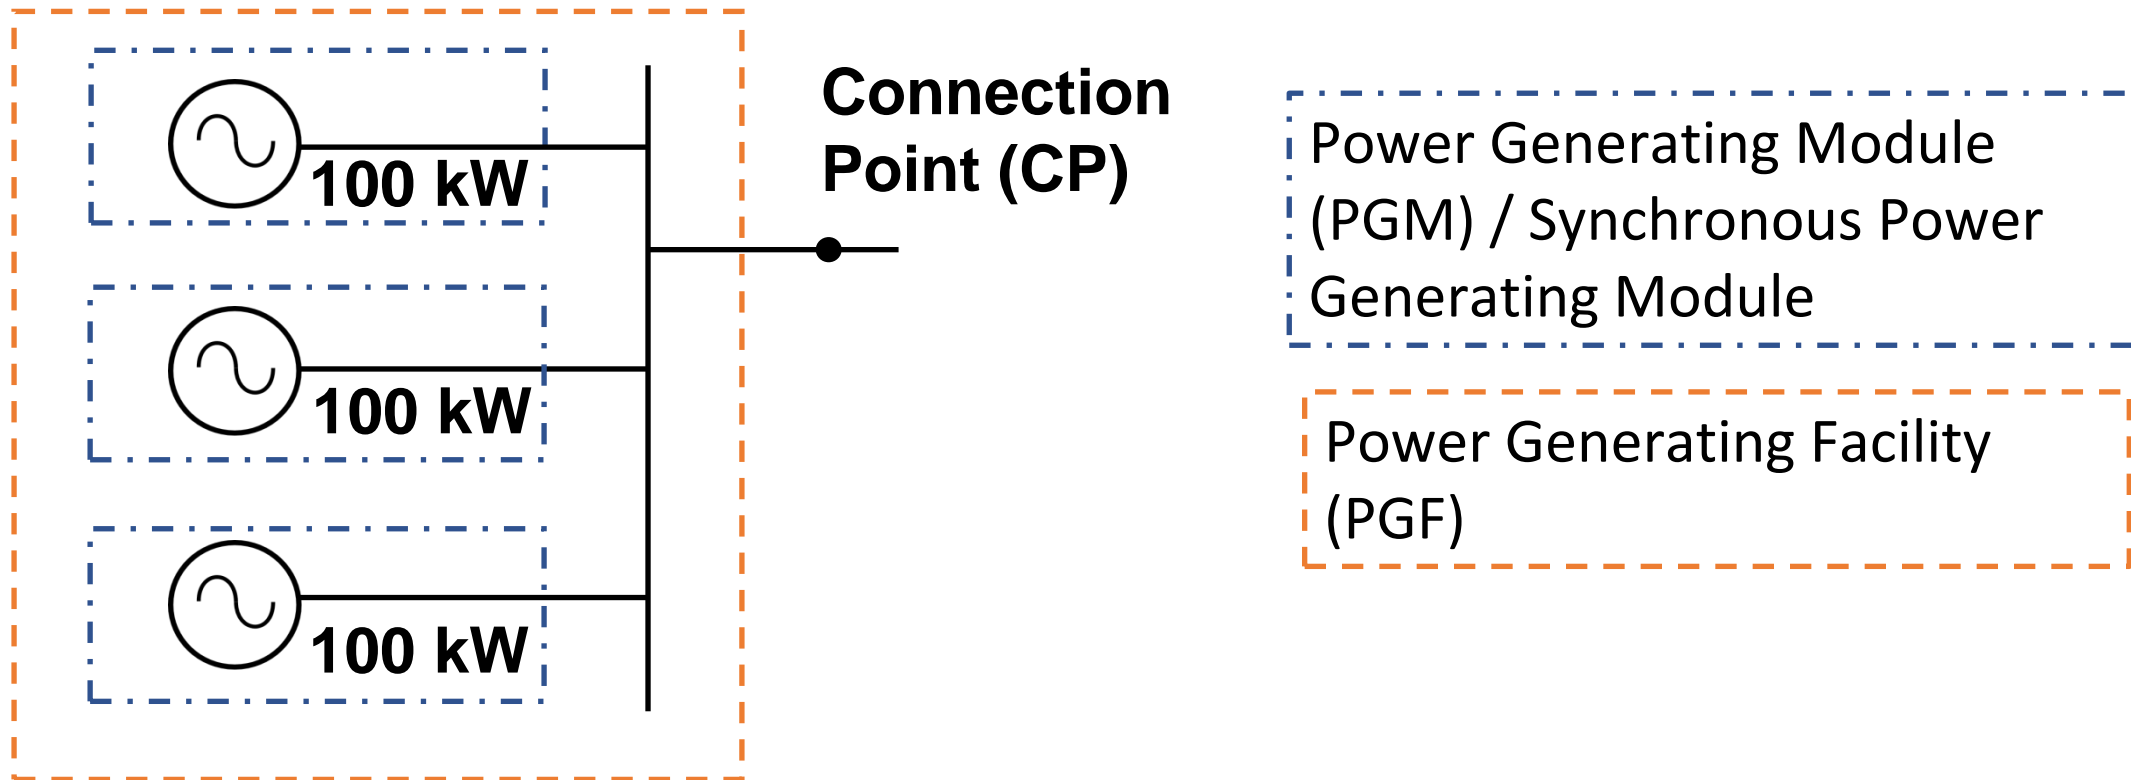 100 kW
100 kW
100 kW
Connection
Point (CP)
Power Generating Module
(PGM) / Synchronous Power
Generating Module
Power Generating Facility
(PGF)